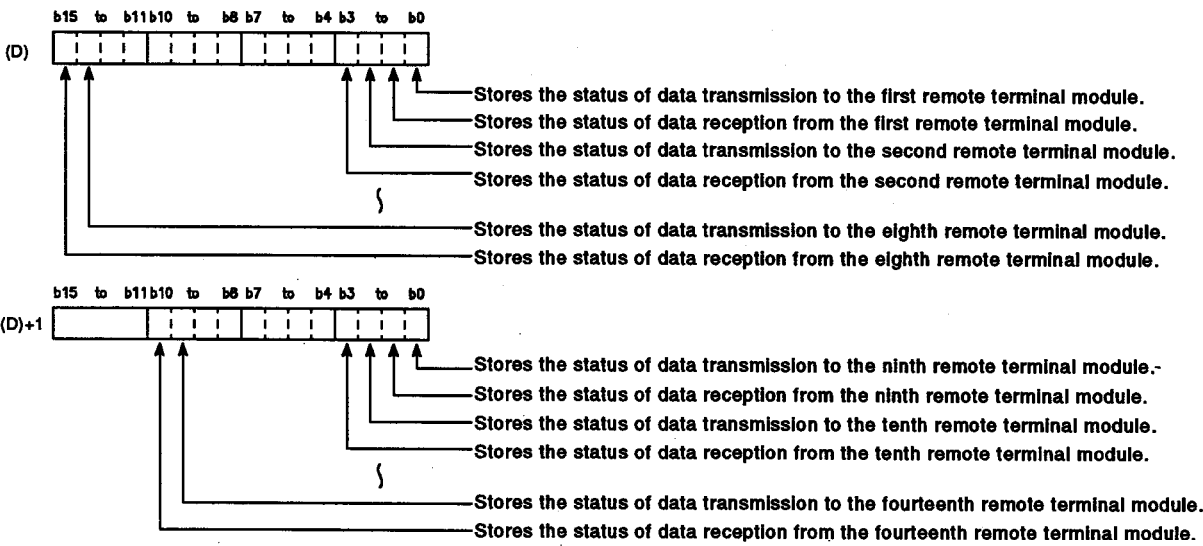 b15 to b11 b10 to b8 b7 to b4 b3 to b0
(D)
Stores the status of data transmission to the first remote terminal module.
Stores the status of data reception from the first remote terminal module.
Stores the status of data transmission to the second remote terminal module.
Stores the status of data reception from the second remote terminal module.
Stores the status of data transmission to the eighth remote terminal module.
Stores the status of data reception from the eighth remote terminal module.
b15 to b11 b10 to b8 b7 to b4 b3 to b0
(D)+1
Stores the status of data transmission to the ninth remote terminal module.-
Stores the status of data reception from the ninth remote terminal module.
Stores the status of data transmission to the tenth remote terminal module.
Stores the status of data reception from the tenth remote terminal module.
Stores the status of data transmission to the fourteenth remote terminal module.
Stores the status of data reception from the fourteenth remote terminal module.